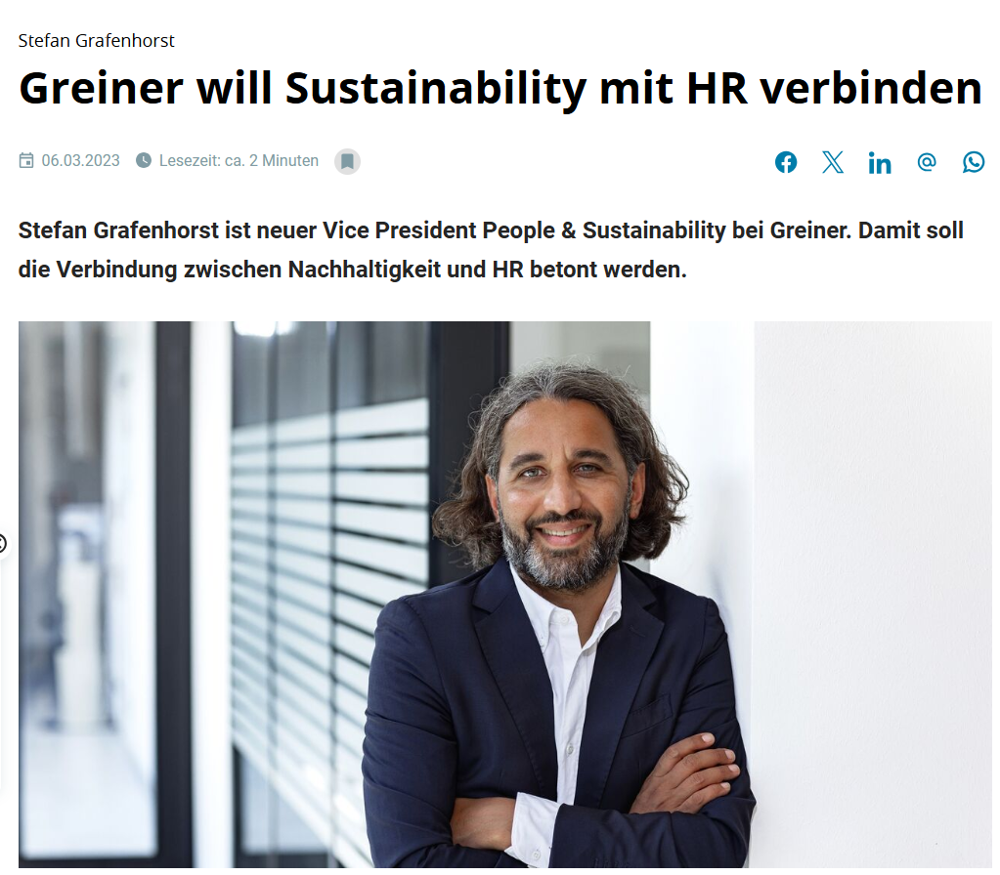 Stefan Grafenhorst
Greiner will Sustainability mit HR verbinden
06.03.2023 Lesezeit: ca. 2 Minuten
Stefan Grafenhorst ist neuer Vice President People & Sustainability bei Greiner. Damit soll
die Verbindung zwischen Nachhaltigkeit und HR betont werden.